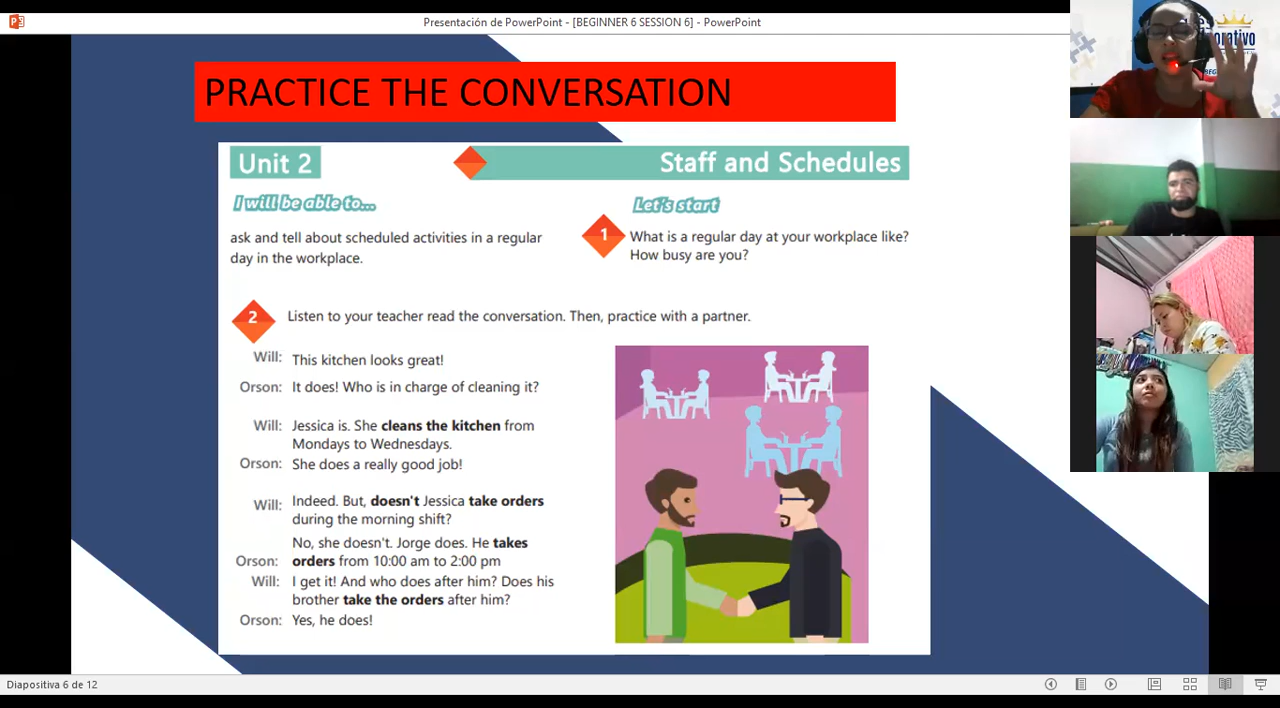 Presentación de PowerPoint - [BEGINNER 6 SESSION 6] - PowerPoint
PRACTICE THE CONVERSATION
Unit 2
Staff and Schedules
I will be able to...
ask and tell about scheduled activities in a regular
day in the workplace.
Let's start
1
What is a regular day at your workplace like?
How busy are you?
2
Listen to your teacher read the conversation. Then, practice with a partner.
Will: This kitchen looks great!
Orson: It does! Who is in charge of cleaning it?
Will: Jessica is. She cleans the kitchen from
Mondays to Wednesdays.
Orson: She does a really good job!
Will: Indeed. But, doesn't Jessica take orders
during the morning shift?
No, she doesn't. Jorge does. He takes
Orson: orders from 10:00 am to 2:00 pm
Will: I get it! And who does after him? Does his
brother take the orders after him?
Orson: Yes, he does!
Diapositiva 6 de 12